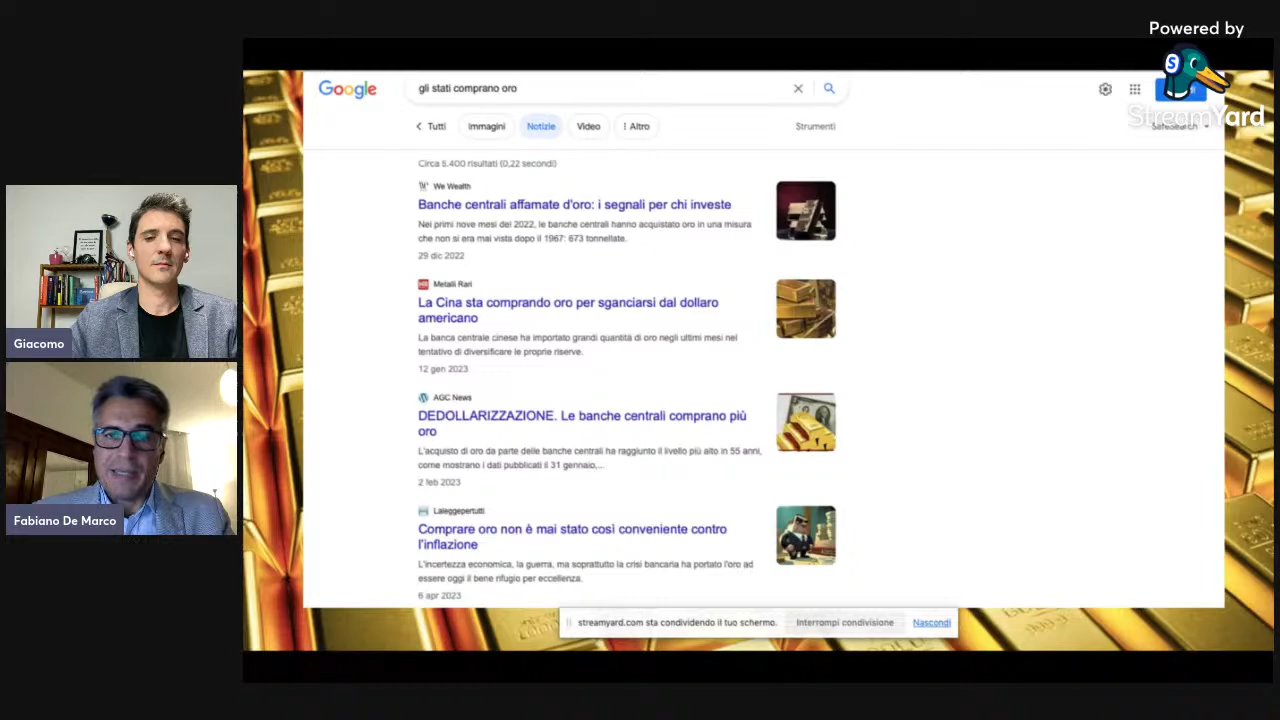 Powered by
StreamYard
Google
gli stati comprano oro
Tutti
Immagini
Notizie
Video
Altro
Strumenti
SafeSearch
Circa 5.400 risultati (0,22 secondi)
We Wealth
Banche centrali affamate d'oro: i segnali per chi investe
Nei primi nove mesi del 2022, le banche centrali hanno acquistato oro in una misura
che non si era mai vista dopo il 1967: 673 tonnellate.
29 dic 2022
Metalli Rari
La Cina sta comprando oro per sganciarsi dal dollaro
americano
La banca centrale cinese ha importato grandi quantità di oro negli ultimi mesi nel
tentativo di diversificare le proprie riserve.
12 gen 2023
AGC News
DEDOLLARIZZAZIONE. Le banche centrali comprano più
oro
L'acquisto di oro da parte delle banche centrali ha raggiunto il livello più alto in 55 anni,
come mostrano i dati pubblicati il 31 gennaio,...
2 feb 2023
Laleggepertutti
Comprare oro non è mai stato così conveniente contro
l'inflazione
L'incertezza economica, la guerra, ma soprattutto la crisi bancaria ha portato l'oro ad
essere oggi il bene rifugio per eccellenza.
6 apr 2023
streamyard.com sta condividendo il tuo schermo.
Interrompi condivisione
Nascondi
Giacomo
Fabiano De Marco